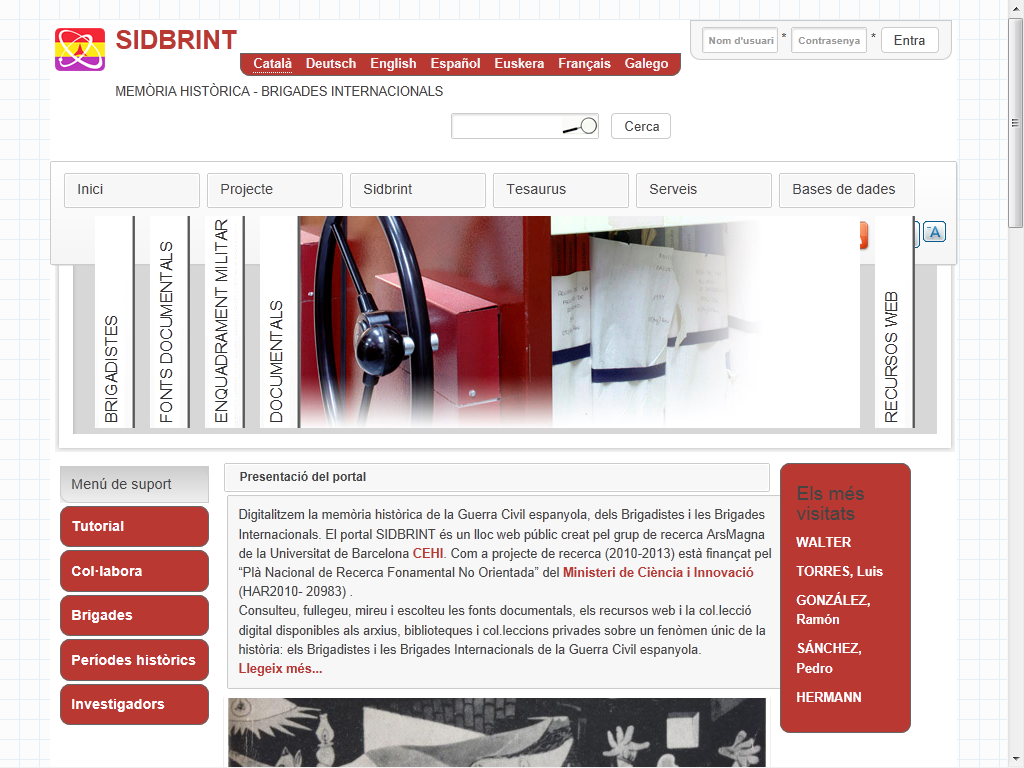 SIDBRINT
Nom d'usuari * Contrasenya * Entra
Català Deutsch English Español Euskera Français Galego
MEMÒRIA HISTÒRICA - BRIGADES INTERNACIONALS
Cerca
Inici Projecte Sidbrint Tesaurus Serveis Bases de dades
A
BRIGADISTES
FONTS DOCUMENTALS
ENQUADRAMENT MILITAR
DOCUMENTALS
RECURSOS WEB
Menú de suport
Tutorial
Col·labora
Brigades
Períodes històrics
Investigadors
Presentació del portal
Digitalitzem la memòria històrica de la Guerra Civil espanyola, dels Brigadistes i les Brigades
Internacionals. El portal SIDBRINT és un lloc web públic creat pel grup de recerca ArsMagna
de la Universitat de Barcelona CEHI. Com a projecte de recerca (2010-2013) està finançat pel
“Plà Nacional de Recerca Fonamental No Orientada” del Ministeri de Ciència i Innovació
(HAR2010- 20983) .
Consulteu, fullegeu, mireu i escolteu les fonts documentals, els recursos web i la col.lecció
digital disponibles als arxius, biblioteques i col.leccions privades sobre un fenòmen únic de la
història: els Brigadistes i les Brigades Internacionals de la Guerra Civil espanyola.
Llegeix més...
Els més
visitats
WALTER
TORRES, Luis
GONZÁLEZ,
Ramón
SÁNCHEZ,
Pedro
HERMANN